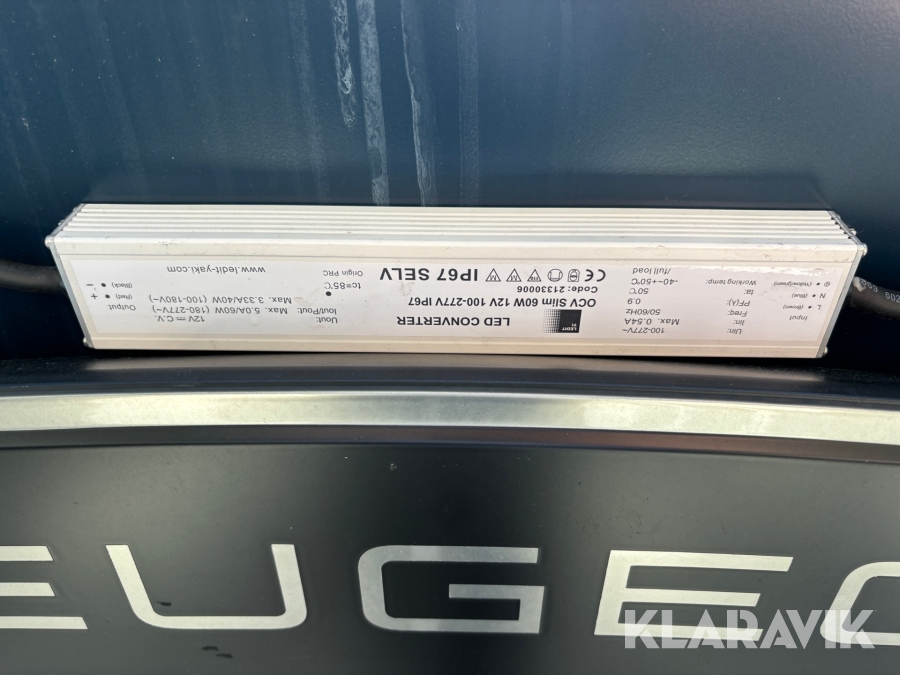 LED CONVERTER
OCV Slim 60W 12V 100-277V IP67
Code: 2130006
IP67 SELV
LEDIT
Input
L • (Brown)
N • (Blue)
(Yellow/green)
Uin: 100-277V~
Iin: Max. 0.54A
Freq: 50/60Hz
PF(λ): 0.9
ta: 50°C
Working temp -40~+50°C
/full load
Uout: 12V C.V.
Iout/Pout: Max. 5.0A/60W (180-277V~)
Max. 3.33A/40W (100-180V~)
tc=85°C
Origin PRC
www.ledit-yaki.com
Output
(Red) • +
(Black) • -
EUGEO
KLARAVIK